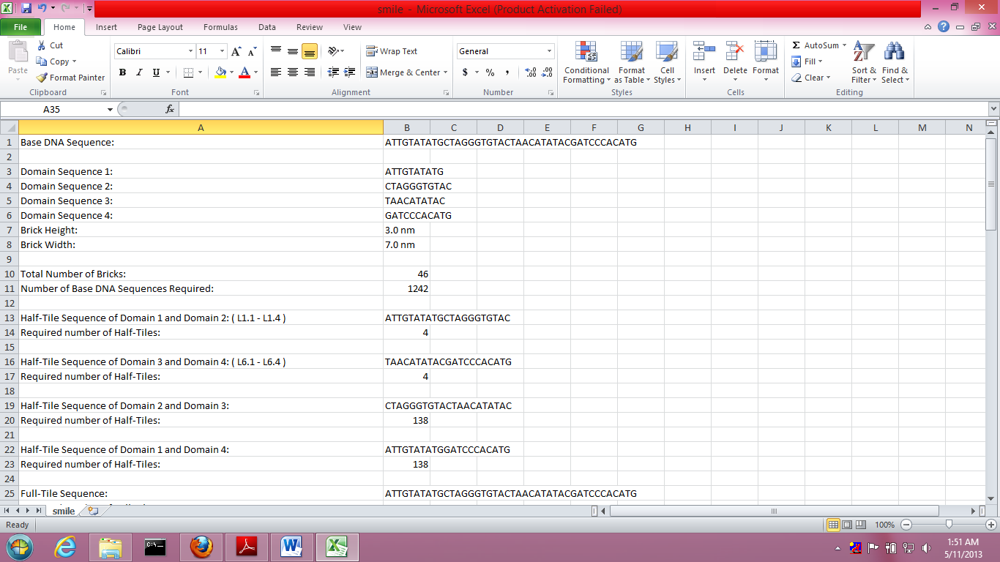 smile - Microsoft Excel (Product Activation Failed)
File Home Insert Page Layout Formulas Data Review View
Paste Cut Copy Format Painter Clipboard
Calibri 11 A A B I U A Font
Wrap Text Merge & Center Alignment
General $ % , .00 .0 Number
Conditional Formatting Format as Table Cell Styles Styles
Insert Delete Format Cells
Σ AutoSum Fill Clear Sort & Filter Find & Select Editing
A35 fx
A B C D E F G H I J K L M N
1 Base DNA Sequence: ATTGTATATGCTAGGGTGTACTAACATATACGATCCCACATG
2
3 Domain Sequence 1: ATTGTATATG
4 Domain Sequence 2: CTAGGGTGTAC
5 Domain Sequence 3: TAACATATAC
6 Domain Sequence 4: GATCCCACATG
7 Brick Height: 3.0 nm
8 Brick Width: 7.0 nm
9
10 Total Number of Bricks: 46
11 Number of Base DNA Sequences Required: 1242
12
13 Half-Tile Sequence of Domain 1 and Domain 2: ( L1.1 - L1.4 ) ATTGTATATGCTAGGGTGTAC
14 Required number of Half-Tiles: 4
15
16 Half-Tile Sequence of Domain 3 and Domain 4: ( L6.1 - L6.4 ) TAACATATACGATCCCACATG
17 Required number of Half-Tiles: 4
18
19 Half-Tile Sequence of Domain 2 and Domain 3: CTAGGGTGTACTAACATATAC
20 Required number of Half-Tiles: 138
21
22 Half-Tile Sequence of Domain 1 and Domain 4: ATTGTATATGGATCCCACATG
23 Required number of Half-Tiles: 138
24
25 Full-Tile Sequence: ATTGTATATGCTAGGGTGTACTAACATATACGATCCCACATG
smile
Ready 100%
1:51 AM
5/11/2013